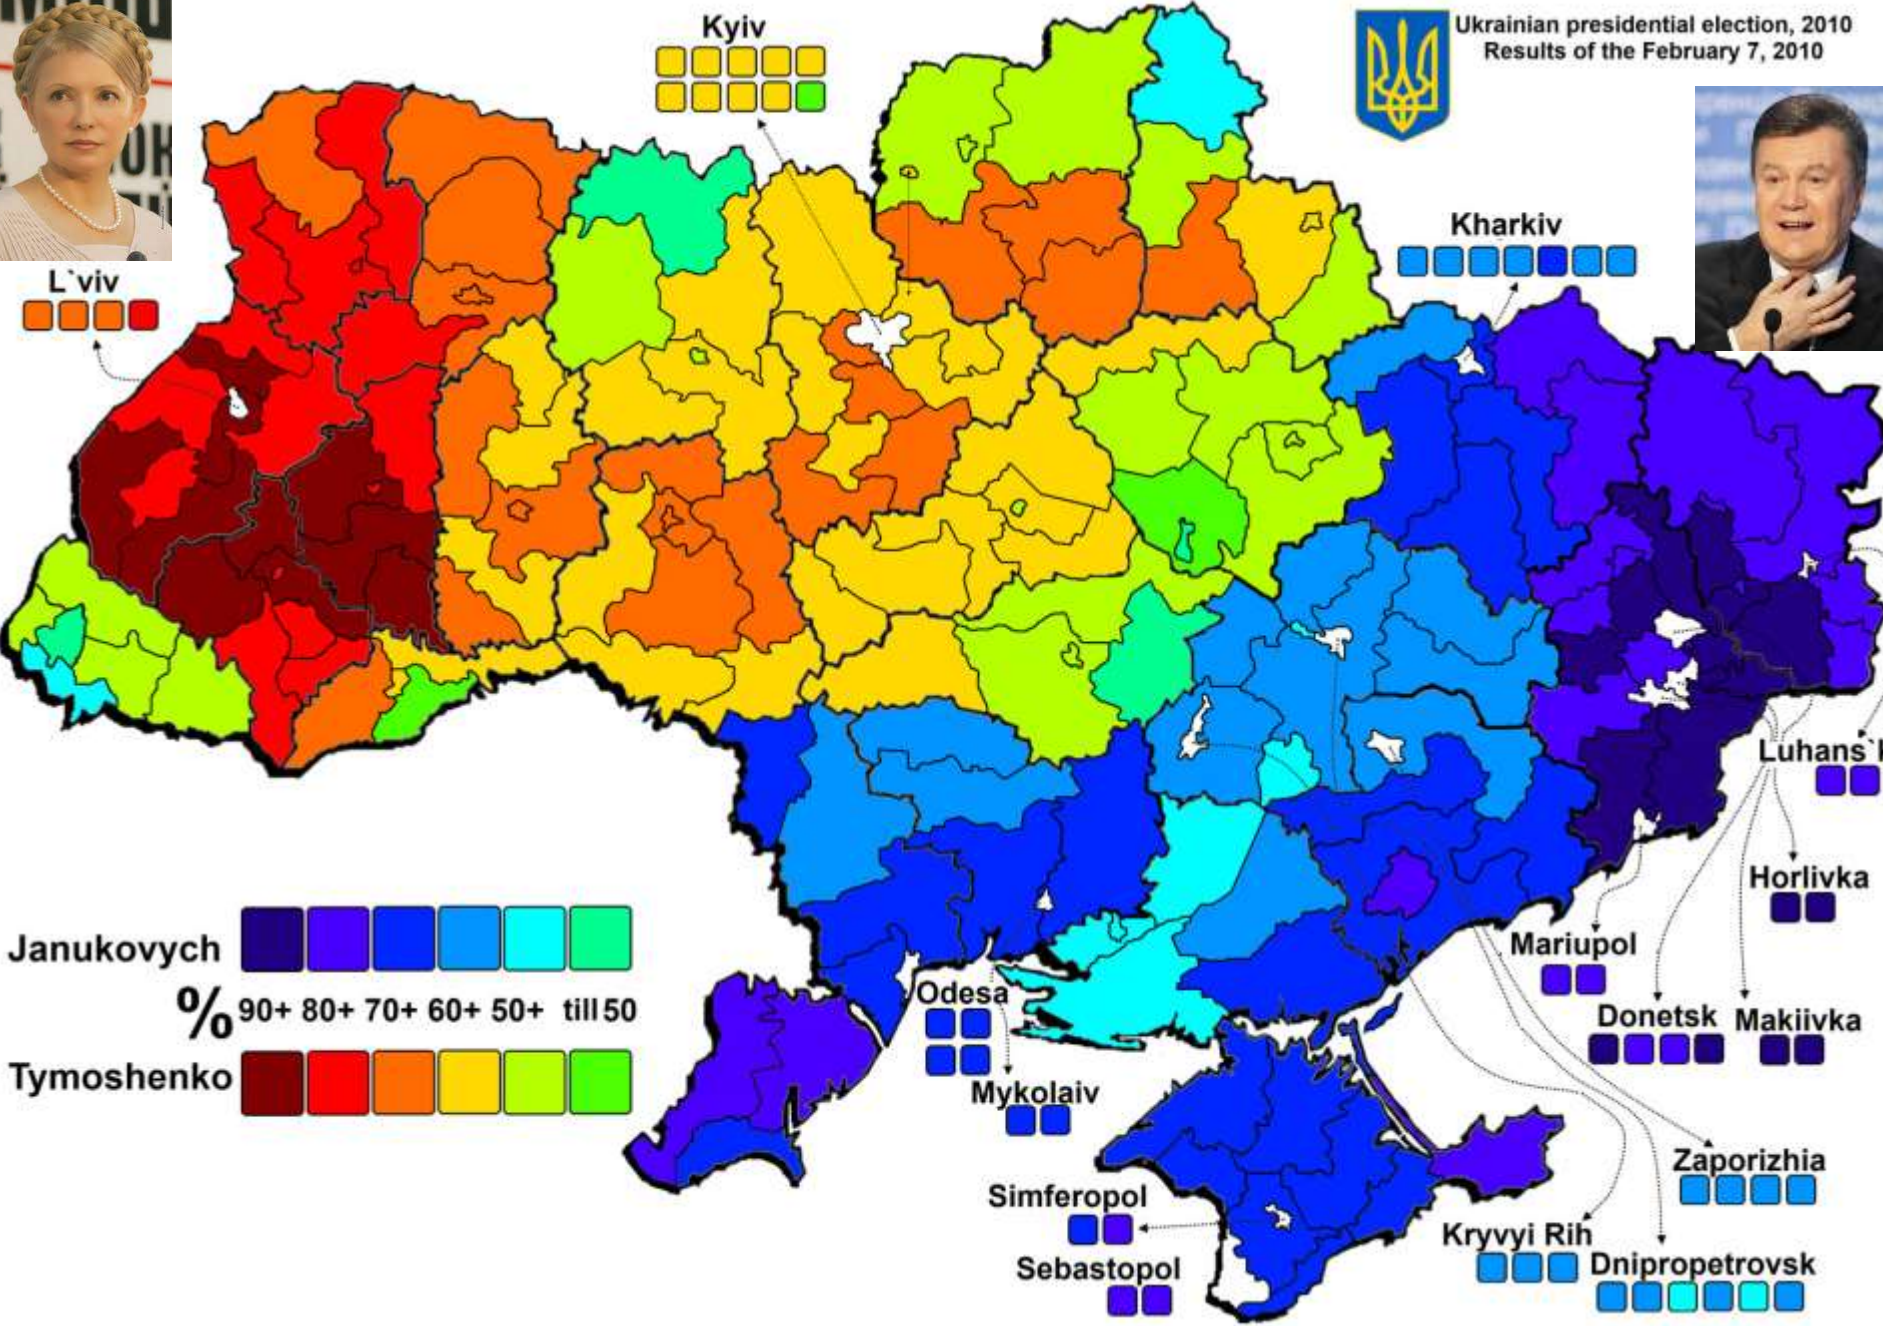 Ukrainian presidential election, 2010
Results of the February 7, 2010
Kyiv
L`viv
Kharkiv
Luhans`k
Horlivka
Mariupol
Donetsk
Makiivka
Odesa
Mykolaiv
Zaporizhia
Simferopol
Kryvyi Rih
Sebastopol
Dnipropetrovsk
Janukovych
% 90+ 80+ 70+ 60+ 50+ till 50
Tymoshenko